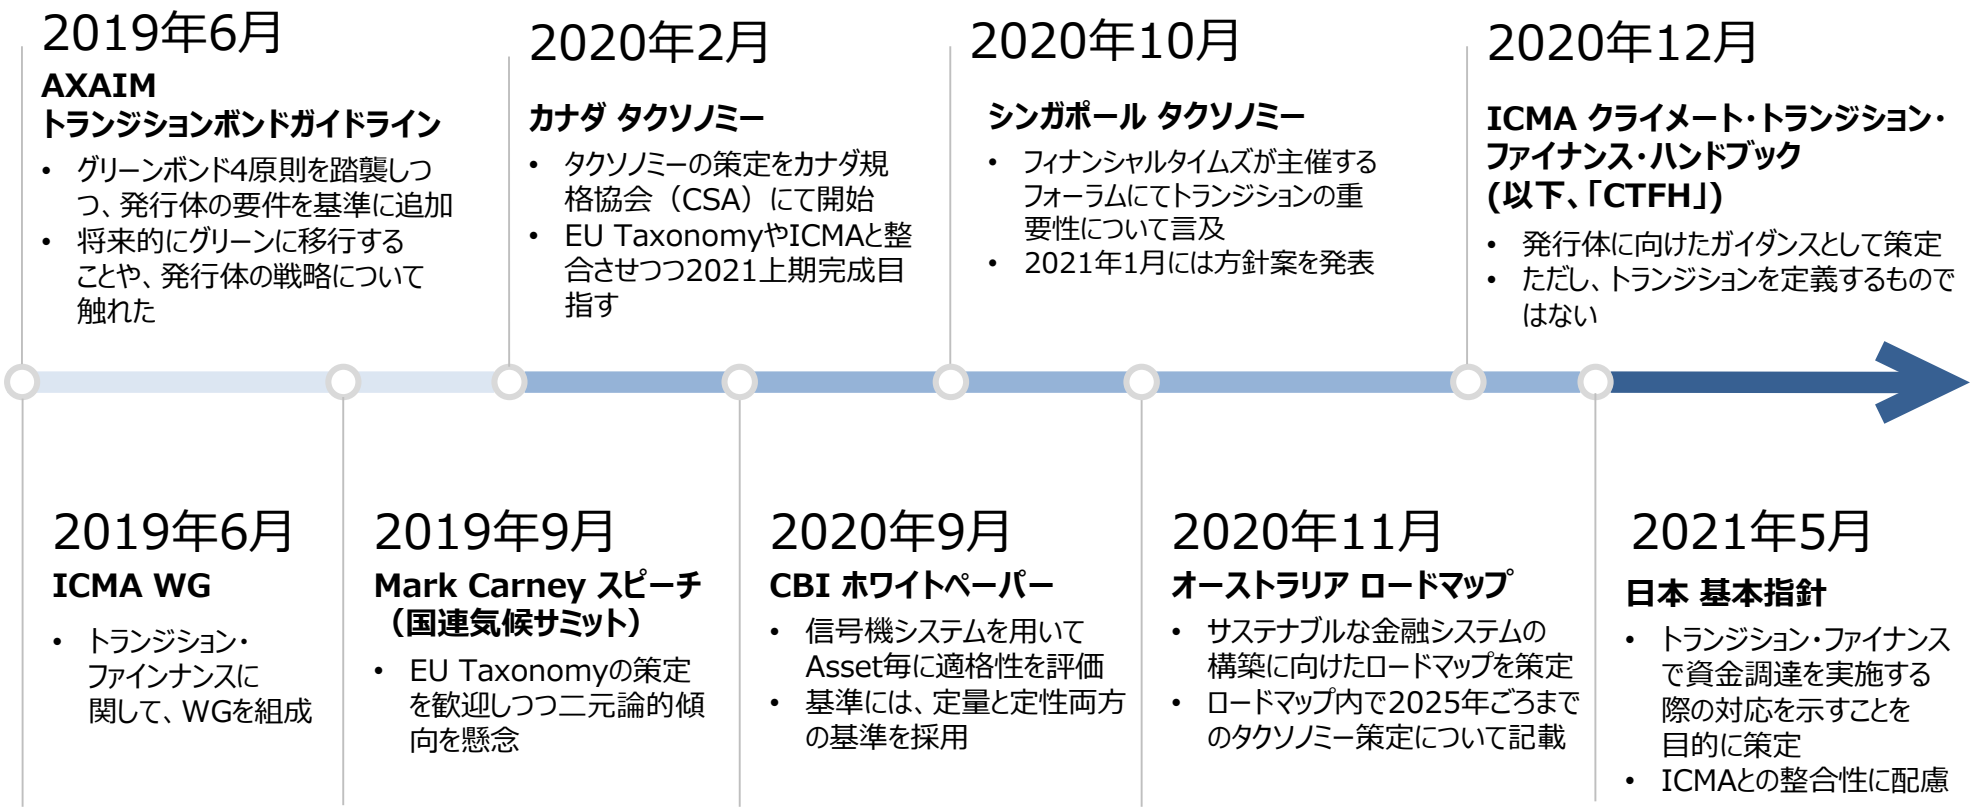 2019年6月
AXAIM
トランジションボンドガイドライン
• グリーンボンド4原則を踏襲しつ
つ、発行体の要件を基準に追加
• 将来的にグリーンに移行する
ことや、発行体の戦略について
触れた
2020年2月
カナダ タクソノミー
• タクソノミーの策定をカナダ規
格協会（CSA）にて開始
• EU TaxonomyやICMAと整
合させつつ2021上期完成目
指す
2020年10月
シンガポール タクソノミー
• フィナンシャルタイムズが主催する
フォーラムにてトランジションの重
要性について言及
• 2021年1月には方針案を発表
2020年12月
ICMA クライメート・トランジション・
ファイナンス・ハンドブック
(以下、「CTFH」)
• 発行体に向けたガイダンスとして策定
• ただし、トランジションを定義するもので
はない
2019年6月
ICMA WG
• トランジション・
ファインナンスに
関して、WGを組成
2019年9月
Mark Carney スピーチ
（国連気候サミット）
• EU Taxonomyの策定
を歓迎しつつ二元論的傾
向を懸念
2020年9月
CBI ホワイトペーパー
• 信号機システムを用いて
Asset毎に適格性を評価
• 基準には、定量と定性両方
の基準を採用
2020年11月
オーストラリア ロードマップ
• サステナブルな金融システムの
構築に向けたロードマップを策定
• ロードマップ内で2025年ごろまで
のタクソノミー策定について記載
2021年5月
日本 基本指針
• トランジション・ファイナンス
で資金調達を実施する
際の対応を示すことを
目的に策定
• ICMAとの整合性に配慮